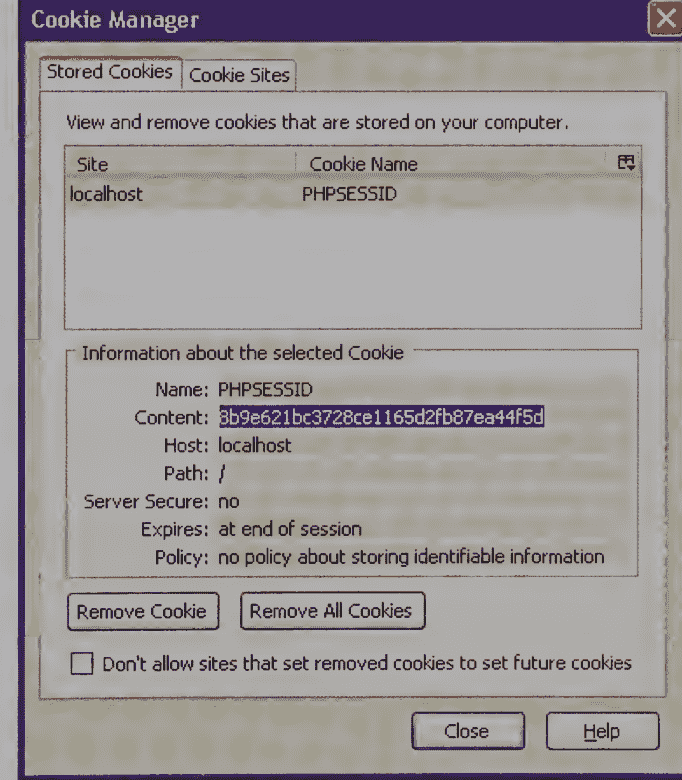 Cookie Manager
Stored Cookies Cookie Sites
View and remove cookies that are stored on your computer.
Site Cookie Name
localhost PHPSESSID
Information about the selected Cookie
Name: PHPSESSID
Content: 8b9e621bc3728ce1165d2fb87ea44f5d
Host: localhost
Path: /
Server Secure: no
Expires: at end of session
Policy: no policy about storing identifiable information
Remove Cookie Remove All Cookies
Don't allow sites that set removed cookies to set future cookies
Close Help